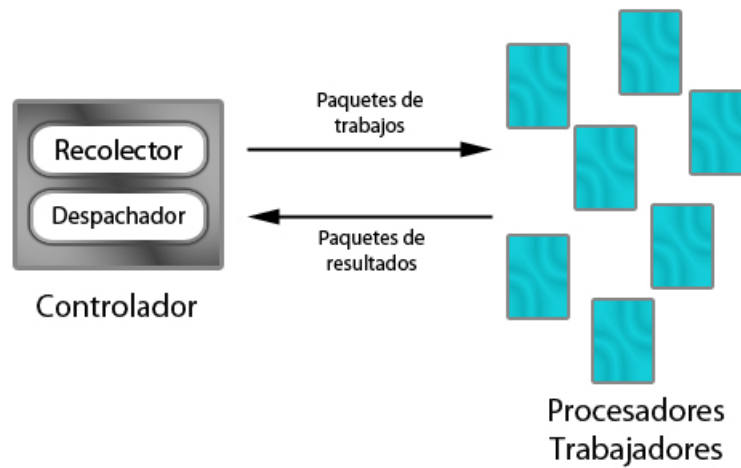 Paquetes de
trabajos
Recolector
Despachador
Paquetes de
resultados
Controlador
Procesadores
Trabajadores